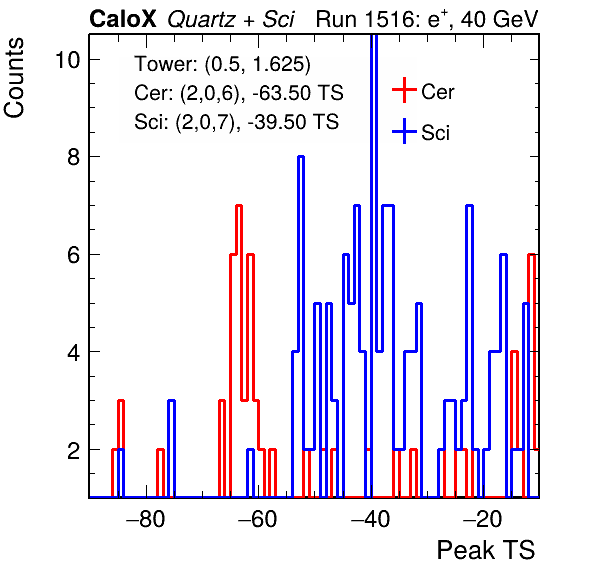 CaloX Quartz + Sci Run 1516: e+, 40 GeV
Counts
Tower: (0.5, 1.625)
Cer: (2,0,6), -63.50 TS
Sci: (2,0,7), -39.50 TS
Cer
Sci
10
8
6
4
2
−80 −60 −40 −20
Peak TS